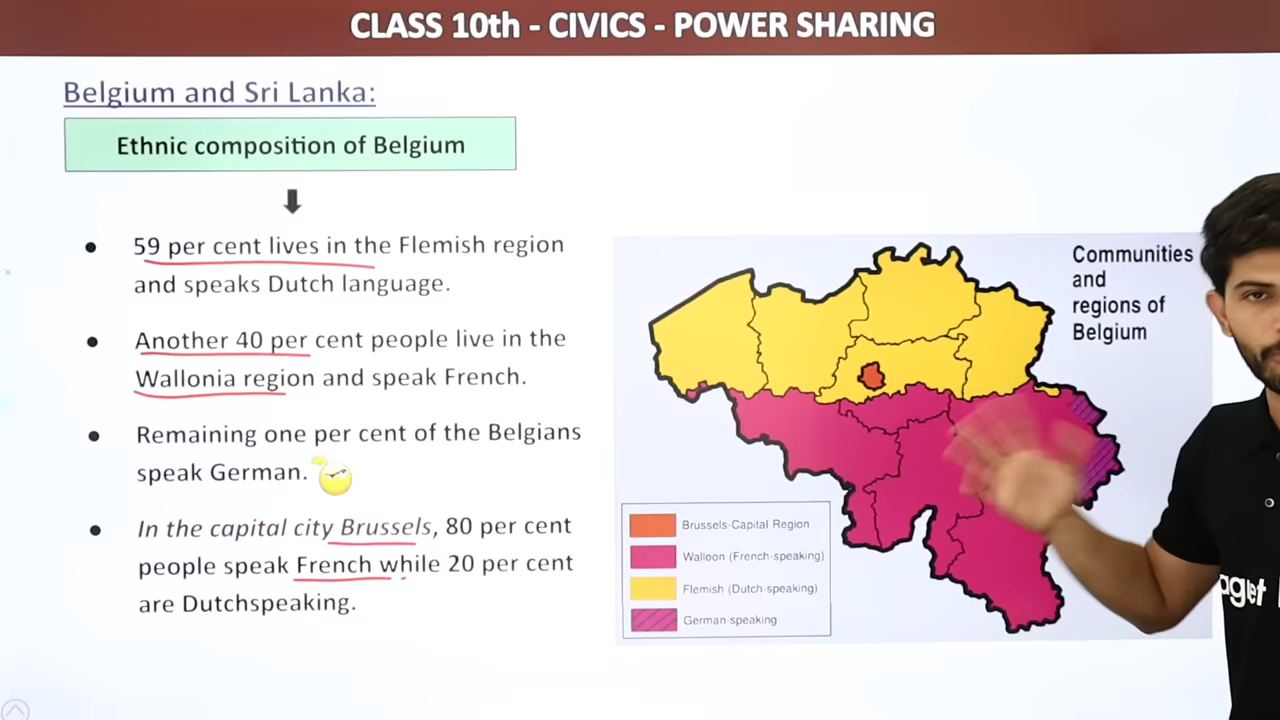 CLASS 10th - CIVICS - POWER SHARING
Belgium and Sri Lanka:
Ethnic composition of Belgium
59 per cent lives in the Flemish region
and speaks Dutch language.
Another 40 per cent people live in the
Wallonia region and speak French.
Remaining one per cent of the Belgians
speak German.
In the capital city Brussels, 80 per cent
people speak French while 20 per cent
are Dutchspeaking.
Communities
and
regions of
Belgium
Brussels-Capital Region
Walloon (French-speaking)
Flemish (Dutch-speaking)
German-speaking